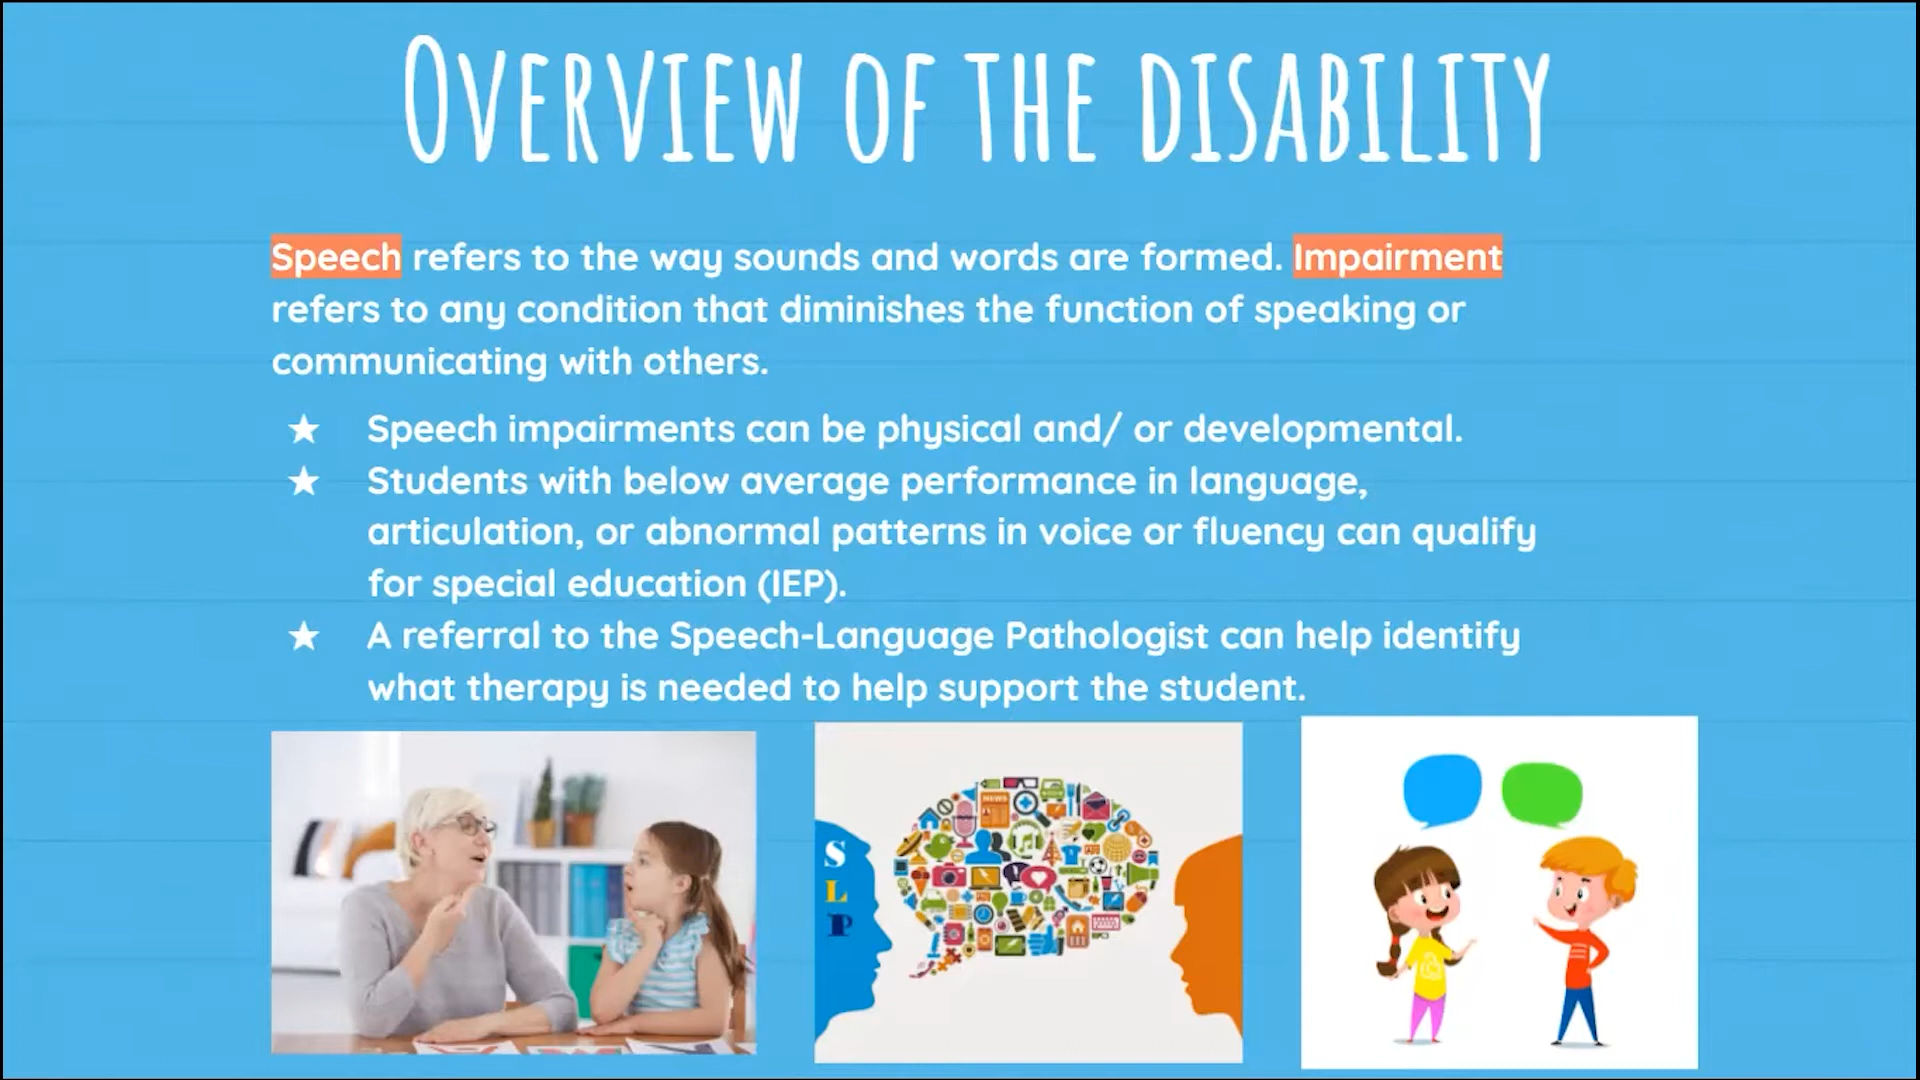 OVERVIEW OF THE DISABILITY
Speech refers to the way sounds and words are formed. Impairment
refers to any condition that diminishes the function of speaking or
communicating with others.
★ Speech impairments can be physical and/ or developmental.
★ Students with below average performance in language,
articulation, or abnormal patterns in voice or fluency can qualify
for special education (IEP).
★ A referral to the Speech-Language Pathologist can help identify
what therapy is needed to help support the student.
S
L
P
NEWS